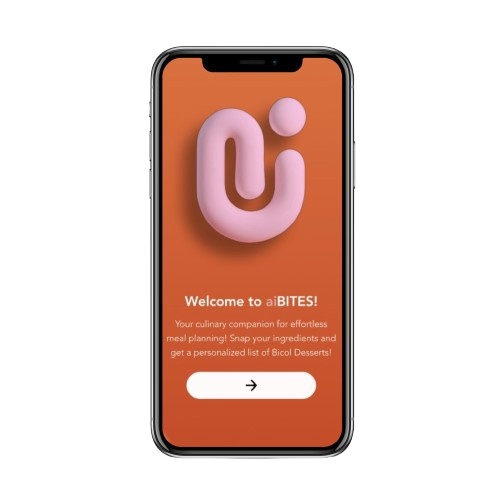 Welcome to aiBITES!
Your culinary companion for effortless
meal planning! Snap your ingredients and
get a personalized list of Bicol Desserts!
→